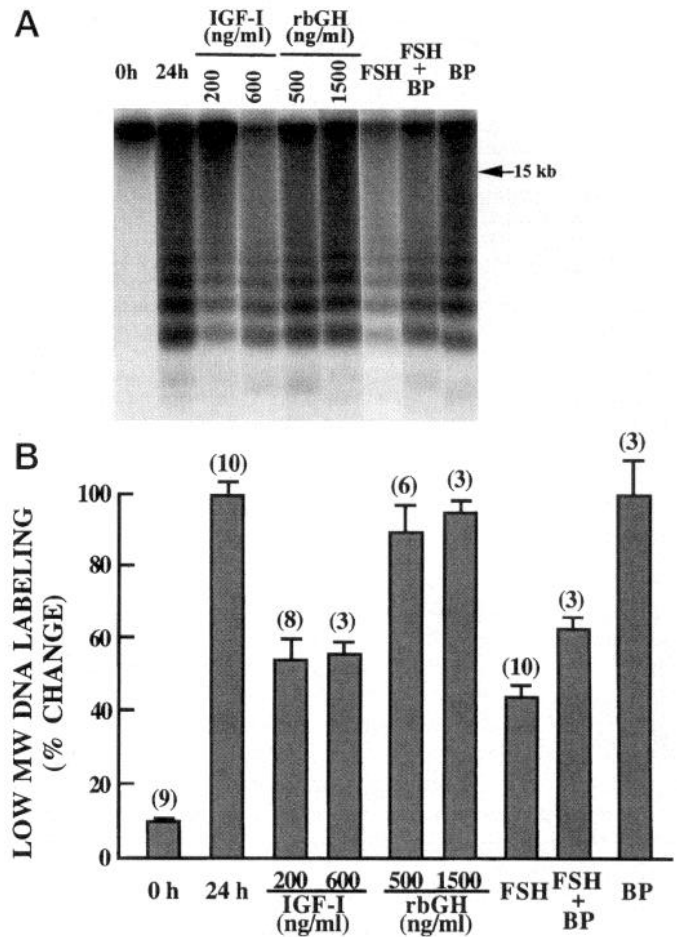 A
IGF-I
(ng/ml)
rbGH
(ng/ml)
0h 24h 200 600 500 1500 FSH FSH
+
BP BP
15 kb
B
LOW MW DNA LABELING
(% CHANGE)
100
80
60
40
20
0
(9) (10) (8) (3) (6) (3) (10) (3) (3)
0 h 24 h 200 600 500 1500 FSH FSH
+
BP BP
IGF-I
(ng/ml)
rbGH
(ng/ml)